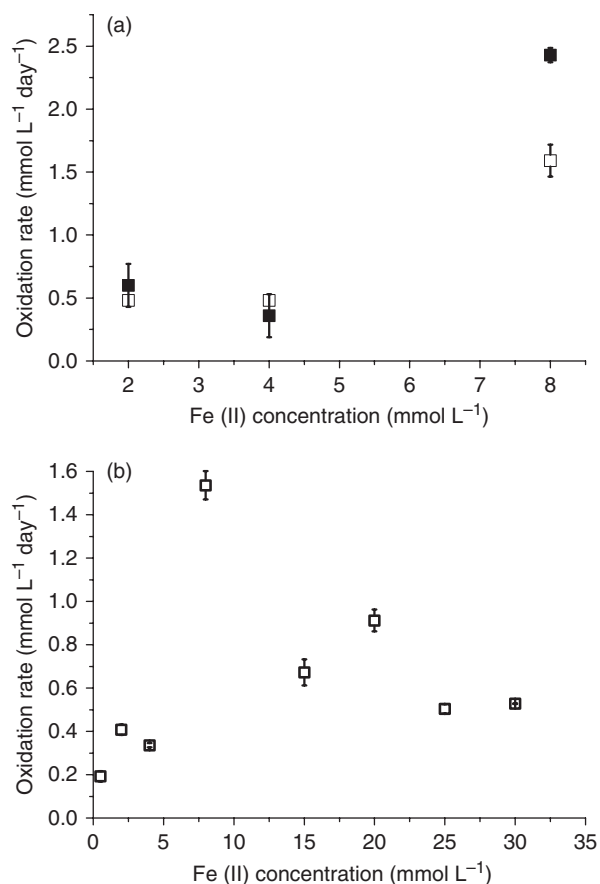 (a)
2.5
2.0
1.5
1.0
0.5
0.0
Oxidation rate (mmol L⁻¹ day⁻¹)
2 3 4 5 6 7 8
Fe (II) concentration (mmol L⁻¹)
(b)
1.6
1.4
1.2
1.0
0.8
0.6
0.4
0.2
0.0
Oxidation rate (mmol L⁻¹ day⁻¹)
0 5 10 15 20 25 30 35
Fe (II) concentration (mmol L⁻¹)